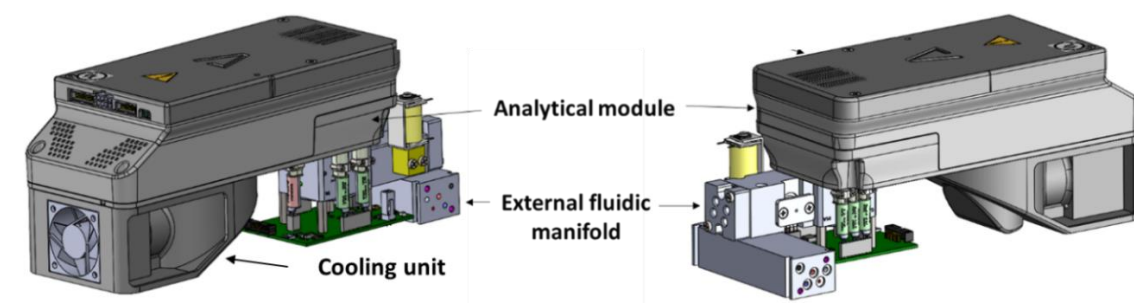 Analytical module
External fluidic
manifold
Cooling unit